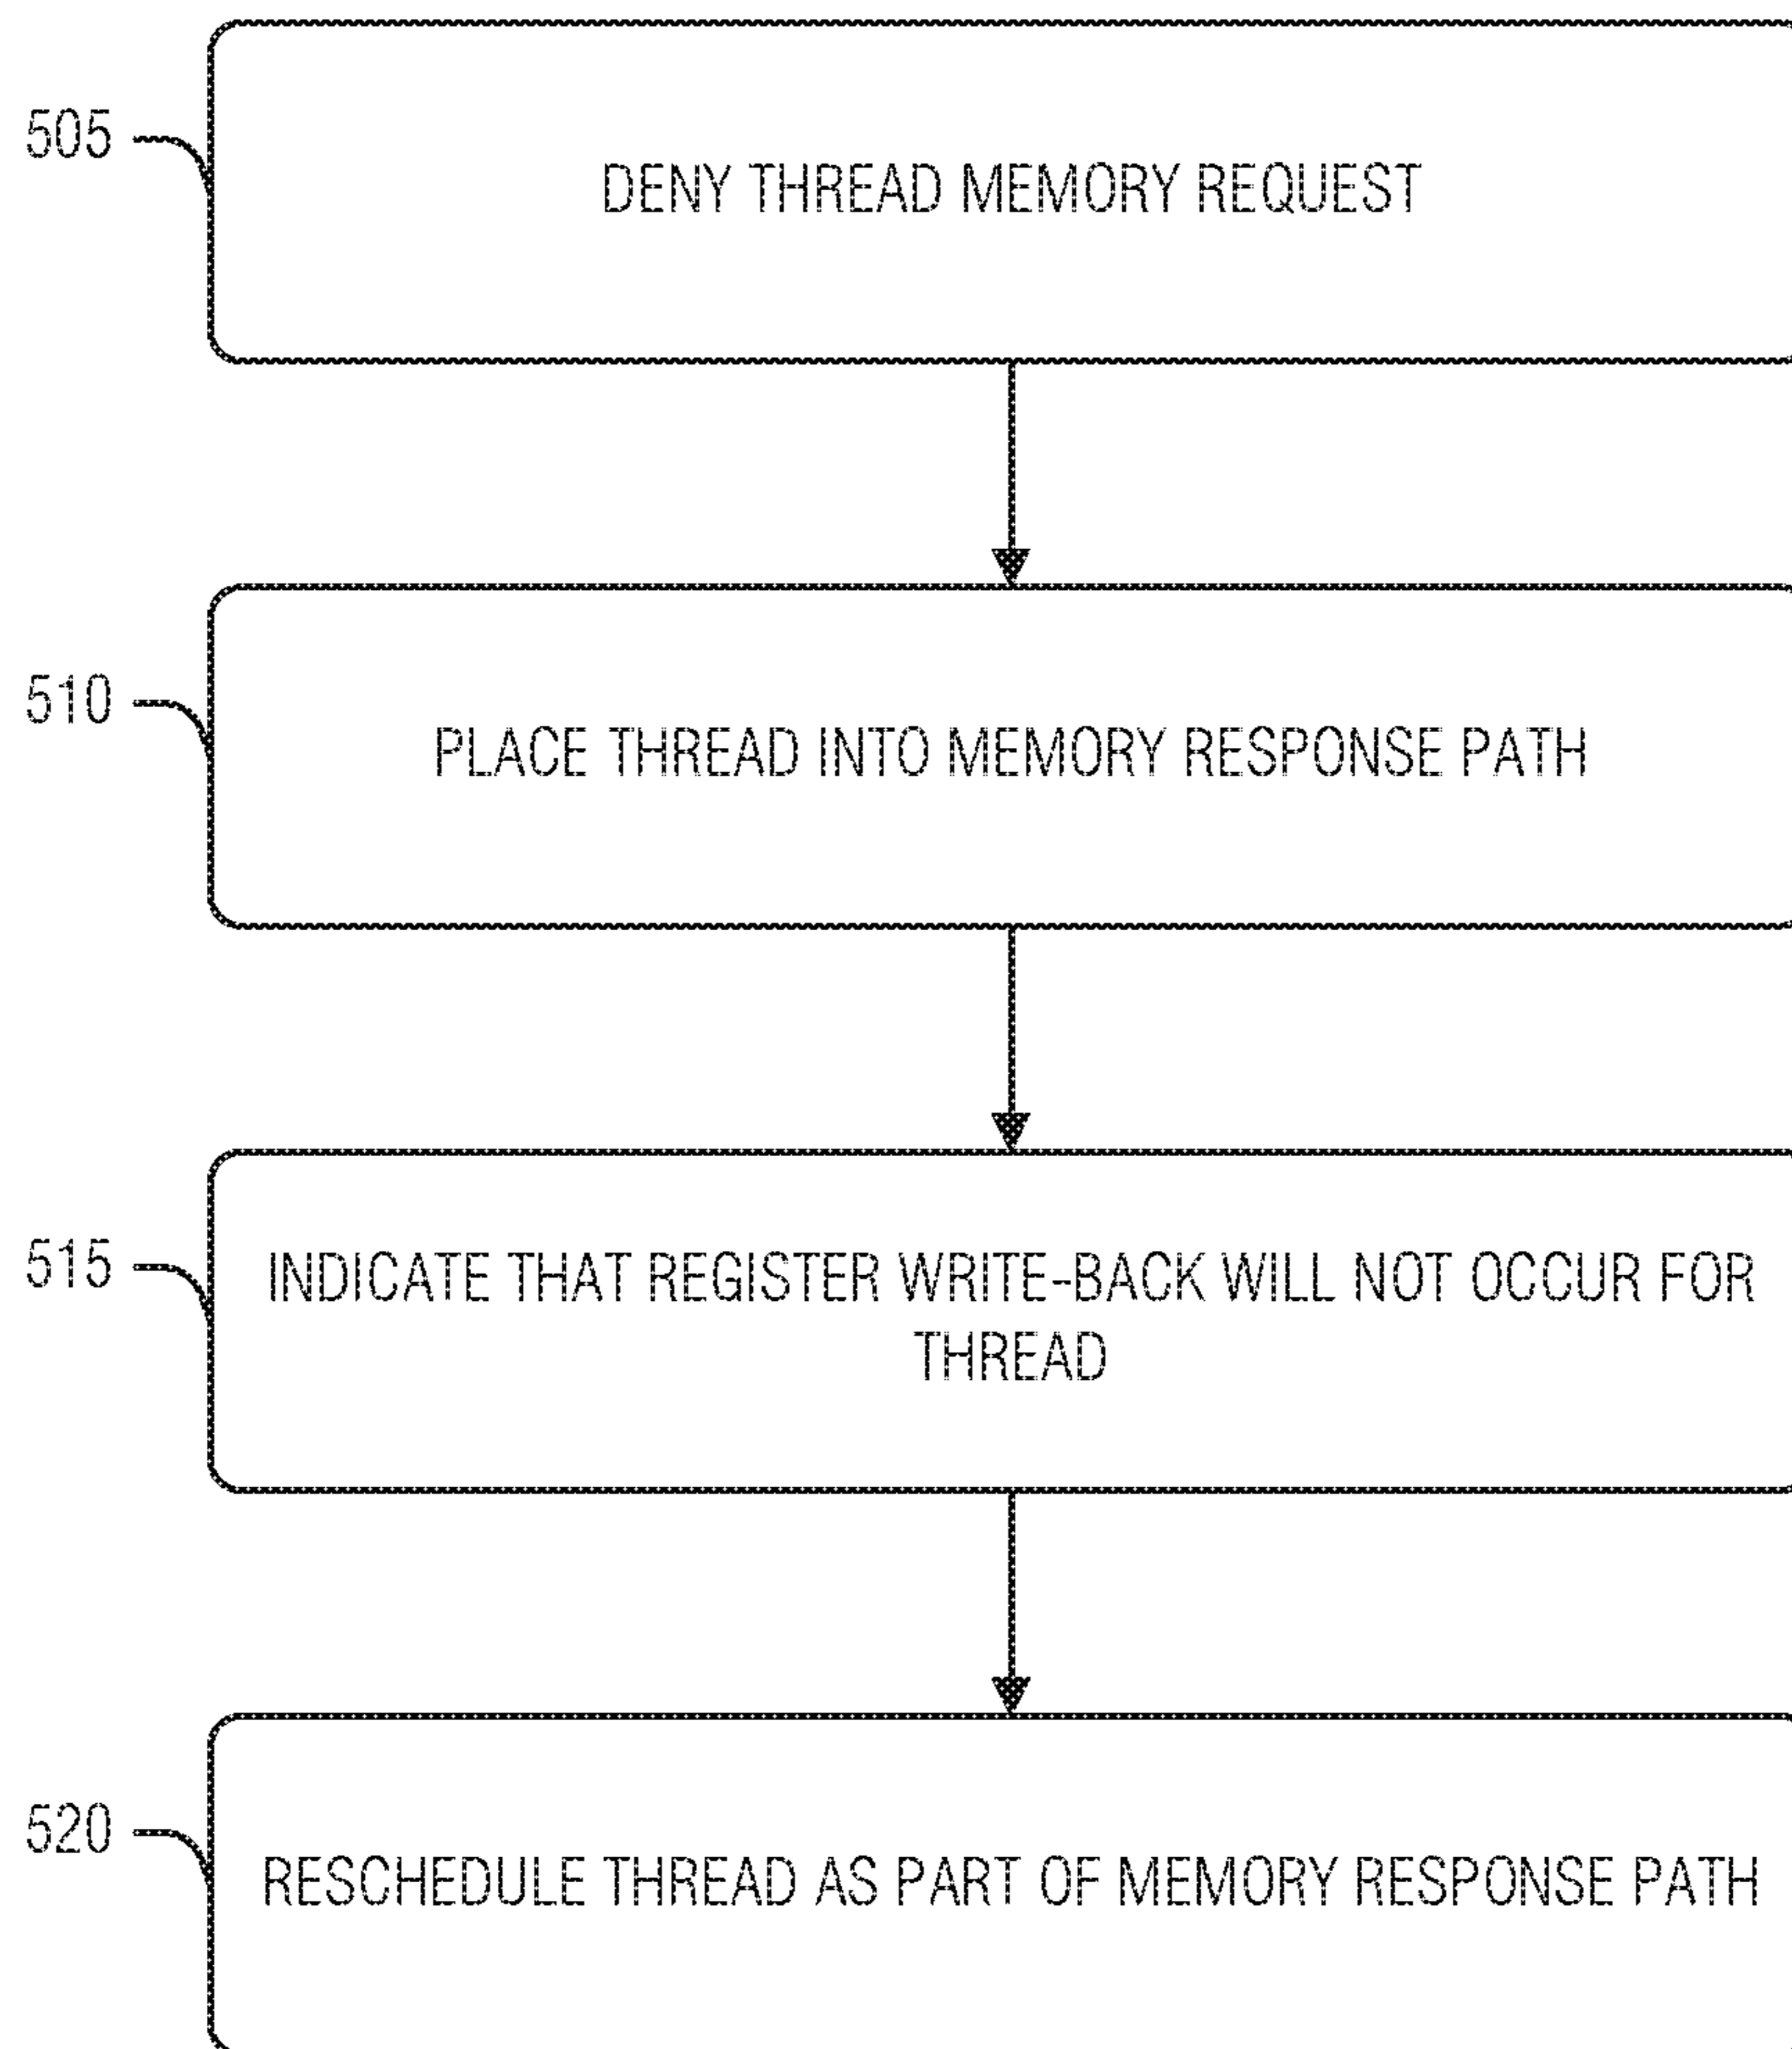 505
DENY THREAD MEMORY REQUEST
510
PLACE THREAD INTO MEMORY RESPONSE PATH
515
INDICATE THAT REGISTER WRITE-BACK WILL NOT OCCUR FOR
THREAD
520
RESCHEDULE THREAD AS PART OF MEMORY RESPONSE PATH